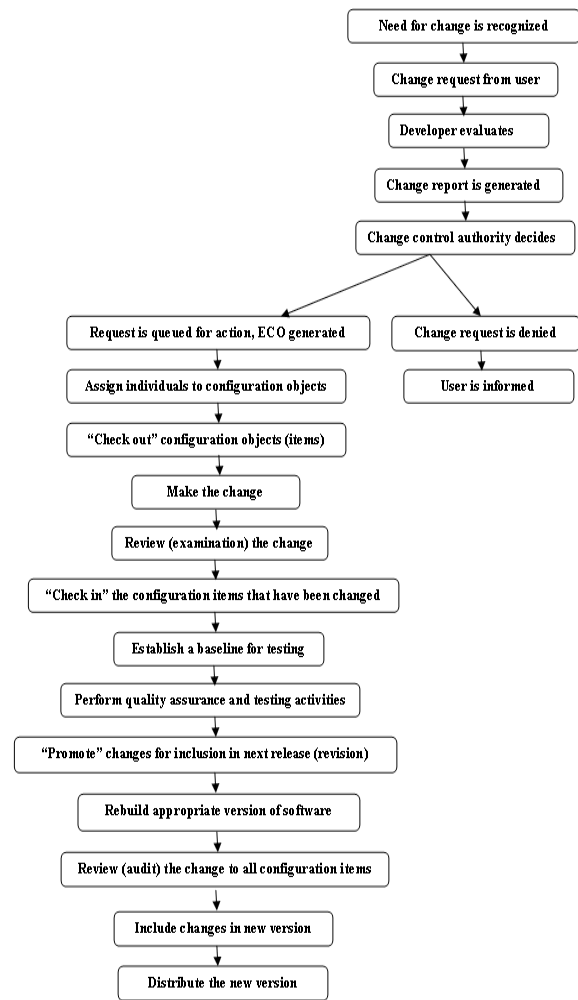 Need for change is recognized
Change request from user
Developer evaluates
Change report is generated
Change control authority decides
Request is queued for action, ECO generated
Change request is denied
Assign individuals to configuration objects
User is informed
“Check out” configuration objects (items)
Make the change
Review (examination) the change
“Check in” the configuration items that have been changed
Establish a baseline for testing
Perform quality assurance and testing activities
“Promote” changes for inclusion in next release (revision)
Rebuild appropriate version of software
Review (audit) the change to all configuration items
Include changes in new version
Distribute the new version